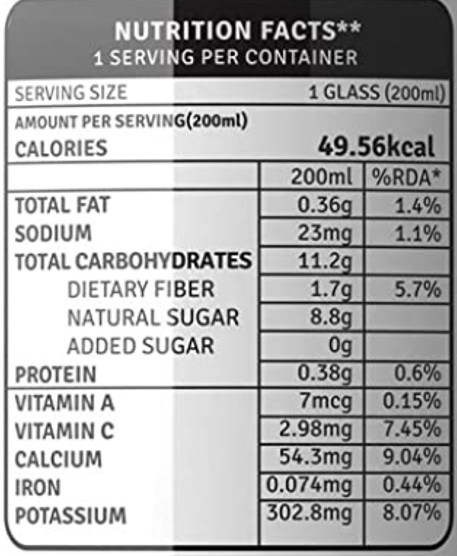 NUTRITION FACTS**
1 SERVING PER CONTAINER
SERVING SIZE 1 GLASS (200ml)
AMOUNT PER SERVING(200ml)
CALORIES 49.56kcal
200ml %RDA*
TOTAL FAT 0.36g 1.4%
SODIUM 23mg 1.1%
TOTAL CARBOHYDRATES 11.2g
DIETARY FIBER 1.7g 5.7%
NATURAL SUGAR 8.8g
ADDED SUGAR 0g
PROTEIN 0.38g 0.6%
VITAMIN A 7mcg 0.15%
VITAMIN C 2.98mg 7.45%
CALCIUM 54.3mg 9.04%
IRON 0.074mg 0.44%
POTASSIUM 302.8mg 8.07%